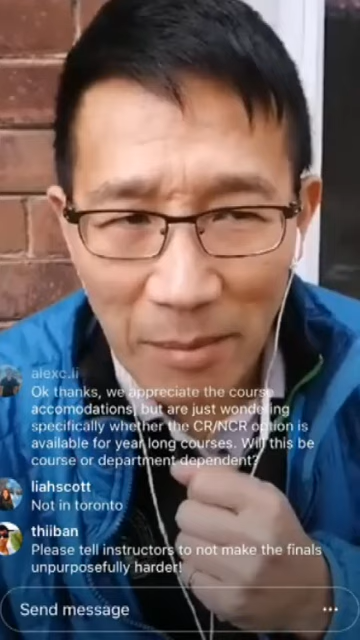 alexc.ii
Ok thanks, we appreciate the course
accomodations, but are just wondering
specifically whether the CR/NCR option is
available for year long courses. Will this be
course or department dependent?
liahscott
Not in toronto
thiiban
Please tell instructors to not make the finals
unpurposefully harder!
Send message